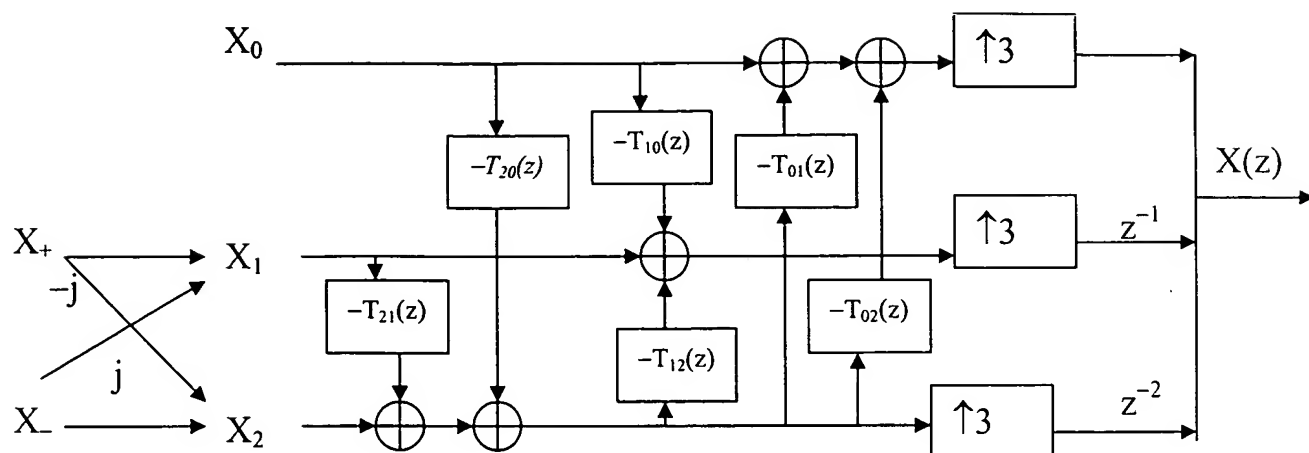 X₀
↑3
–T₂₀(z)
–T₁₀(z)
–T₀₁(z)
X(z)
X₊
X₁
↑3
z⁻¹
–j
–T₂₁(z)
–T₁₂(z)
–T₀₂(z)
j
X₋
X₂
↑3
z⁻²